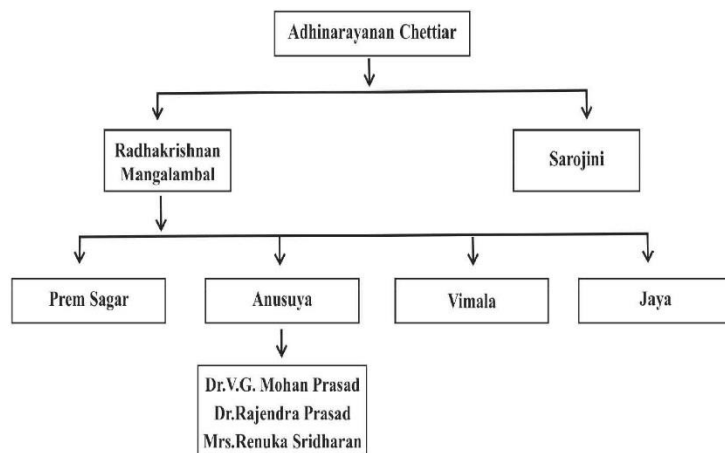 Adhinarayanan Chettiar
Radhakrishnan
Mangalambal
Sarojini
Prem Sagar
Anusuya
Vimala
Jaya
Dr.V.G. Mohan Prasad
Dr.Rajendra Prasad
Mrs.Renuka Sridharan